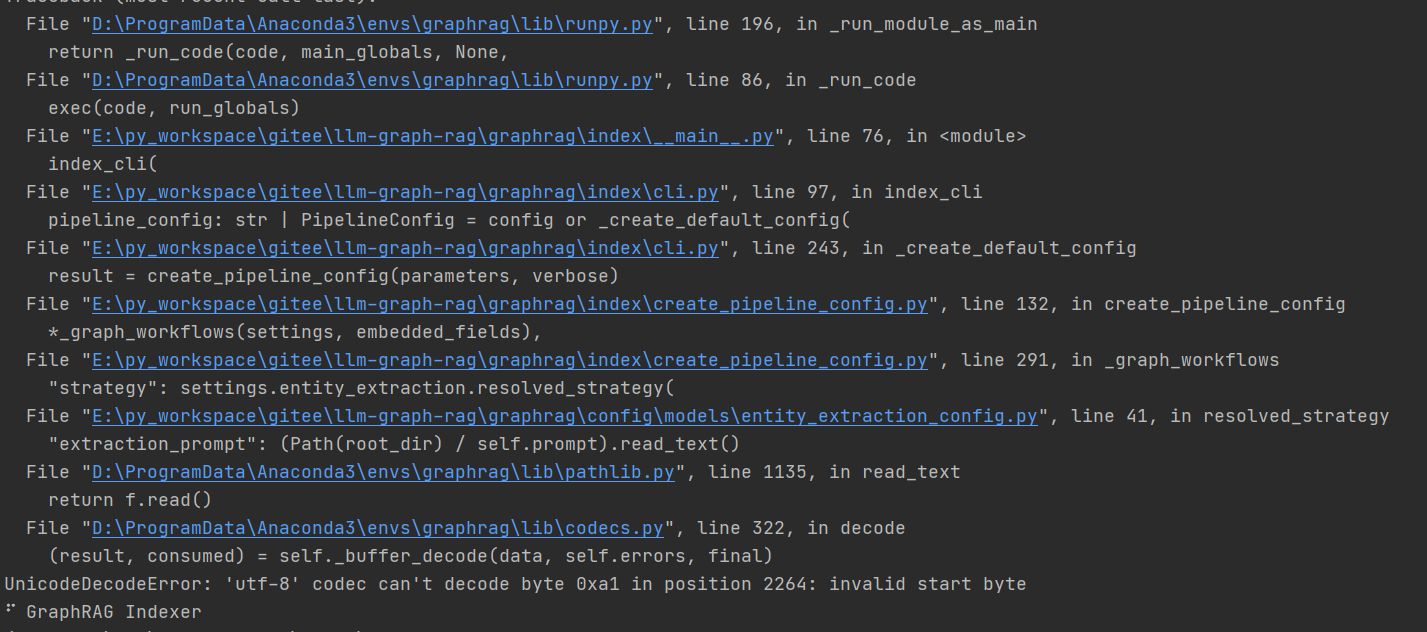 File "D:\ProgramData\Anaconda3\envs\graphrag\lib\runpy.py", line 196, in _run_module_as_main
return _run_code(code, main_globals, None,
File "D:\ProgramData\Anaconda3\envs\graphrag\lib\runpy.py", line 86, in _run_code
exec(code, run_globals)
File "E:\py_workspace\gitee\llm-graph-rag\graphrag\index\__main__.py", line 76, in <module>
index_cli(
File "E:\py_workspace\gitee\llm-graph-rag\graphrag\index\cli.py", line 97, in index_cli
pipeline_config: str | PipelineConfig = config or _create_default_config(
File "E:\py_workspace\gitee\llm-graph-rag\graphrag\index\cli.py", line 243, in _create_default_config
result = create_pipeline_config(parameters, verbose)
File "E:\py_workspace\gitee\llm-graph-rag\graphrag\index\create_pipeline_config.py", line 132, in create_pipeline_config
*_graph_workflows(settings, embedded_fields),
File "E:\py_workspace\gitee\llm-graph-rag\graphrag\index\create_pipeline_config.py", line 291, in _graph_workflows
"strategy": settings.entity_extraction.resolved_strategy(
File "E:\py_workspace\gitee\llm-graph-rag\graphrag\config\models\entity_extraction_config.py", line 41, in resolved_strategy
"extraction_prompt": (Path(root_dir) / self.prompt).read_text()
File "D:\ProgramData\Anaconda3\envs\graphrag\lib\pathlib.py", line 1135, in read_text
return f.read()
File "D:\ProgramData\Anaconda3\envs\graphrag\lib\codecs.py", line 322, in decode
(result, consumed) = self._buffer_decode(data, self.errors, final)
UnicodeDecodeError: 'utf-8' codec can't decode byte 0xa1 in position 2264: invalid start byte
GraphRAG Indexer